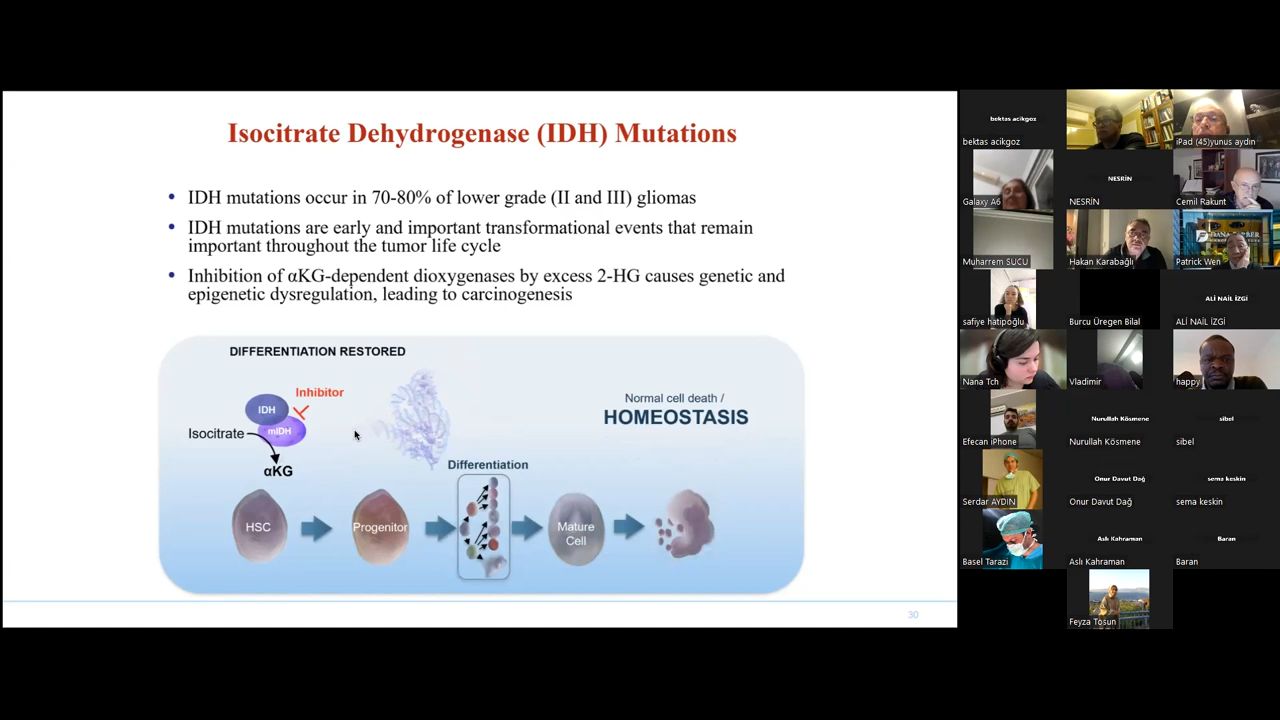 Isocitrate Dehydrogenase (IDH) Mutations
• IDH mutations occur in 70-80% of lower grade (II and III) gliomas
• IDH mutations are early and important transformational events that remain
important throughout the tumor life cycle
• Inhibition of αKG-dependent dioxygenases by excess 2-HG causes genetic and
epigenetic dysregulation, leading to carcinogenesis
DIFFERENTIATION RESTORED
Inhibitor
IDH
mIDH
Isocitrate
αKG
Normal cell death /
HOMEOSTASIS
Differentiation
HSC
Progenitor
Mature
Cell
30
bektas acikgoz
bektas acikgoz
iPad (45)yunus aydin
Galaxy A6
NESRİN
NESRİN
Cemil Rakunt
Muharrem SUCU
Hakan Karabağlı
Patrick Wen
safiye hatipoğlu
Burcu Üregen Bilal
ALİ NAİL İZGİ
ALİ NAİL İZGİ
Nana Tch
Vladimir
happy
Efecan iPhone
Nurullah Kösmene
Nurullah Kösmene
sibel
sibel
Serdar AYDIN
Onur Davut Dağ
Onur Davut Dağ
sema keskin
sema keskin
Basel Tarazi
Aslı Kahraman
Aslı Kahraman
Baran
Baran
Feyza Tosun